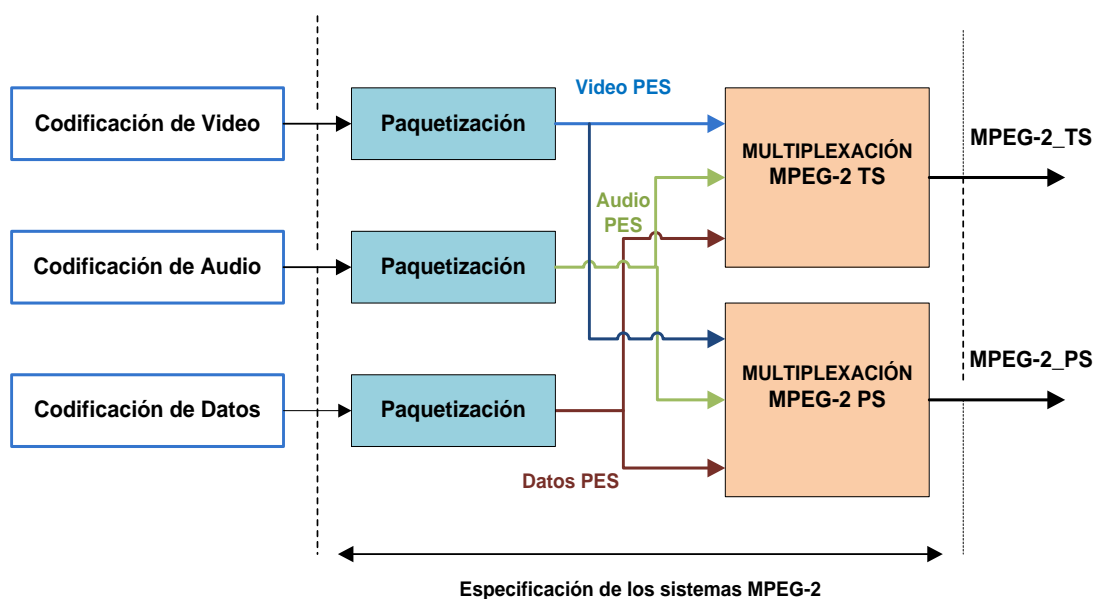 Video PES
Codificación de Video
Paquetización
MULTIPLEXACIÓN
MPEG-2 TS
MPEG-2_TS
Audio
PES
Codificación de Audio
Paquetización
MULTIPLEXACIÓN
MPEG-2 PS
MPEG-2_PS
Codificación de Datos
Paquetización
Datos PES
Especificación de los sistemas MPEG-2